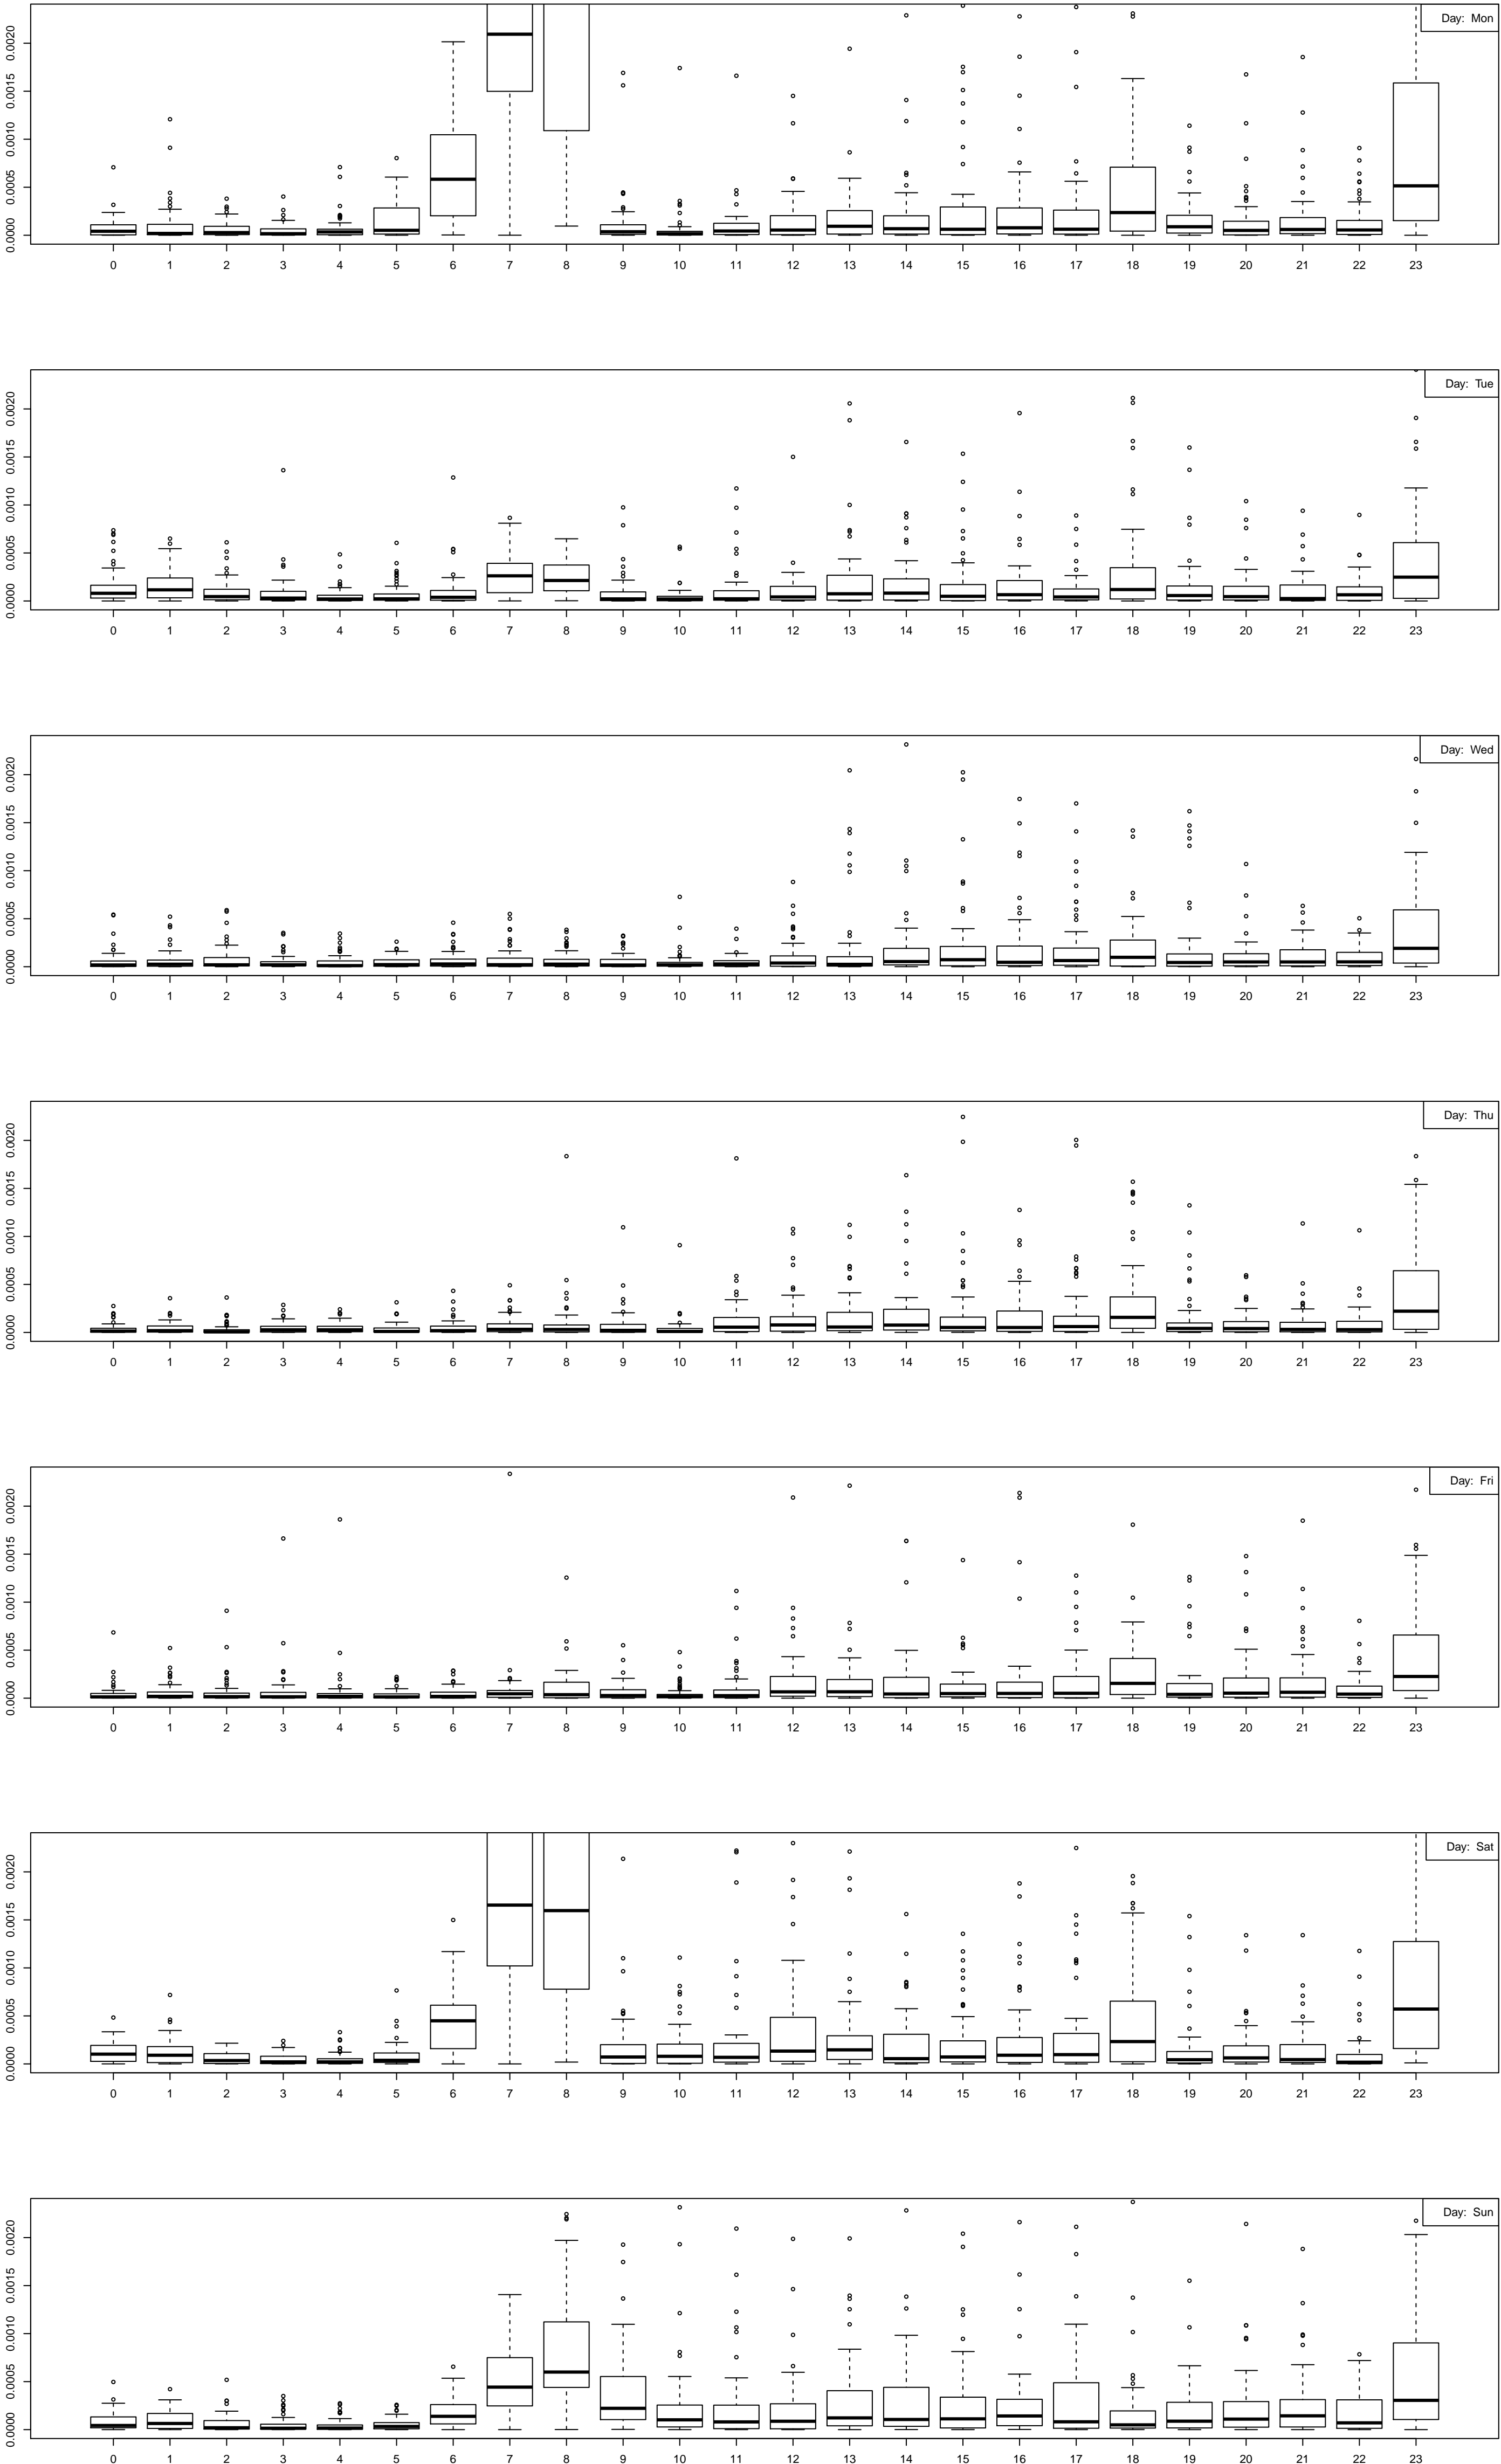 Day: Mon
0.0000 0.0005 0.0010 0.0015 0.0020
0 1 2 3 4 5 6 7 8 9 10 11 12 13 14 15 16 17 18 19 20 21 22 23
Day: Tue
0.0000 0.0005 0.0010 0.0015 0.0020
0 1 2 3 4 5 6 7 8 9 10 11 12 13 14 15 16 17 18 19 20 21 22 23
Day: Wed
0.0000 0.0005 0.0010 0.0015 0.0020
0 1 2 3 4 5 6 7 8 9 10 11 12 13 14 15 16 17 18 19 20 21 22 23
Day: Thu
0.0000 0.0005 0.0010 0.0015 0.0020
0 1 2 3 4 5 6 7 8 9 10 11 12 13 14 15 16 17 18 19 20 21 22 23
Day: Fri
0.0000 0.0005 0.0010 0.0015 0.0020
0 1 2 3 4 5 6 7 8 9 10 11 12 13 14 15 16 17 18 19 20 21 22 23
Day: Sat
0.0000 0.0005 0.0010 0.0015 0.0020
0 1 2 3 4 5 6 7 8 9 10 11 12 13 14 15 16 17 18 19 20 21 22 23
Day: Sun
0.0000 0.0005 0.0010 0.0015 0.0020
0 1 2 3 4 5 6 7 8 9 10 11 12 13 14 15 16 17 18 19 20 21 22 23